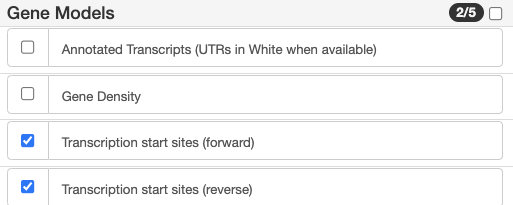 Gene Models 2/5
Annotated Transcripts (UTRs in White when available)
Gene Density
Transcription start sites (forward)
Transcription start sites (reverse)